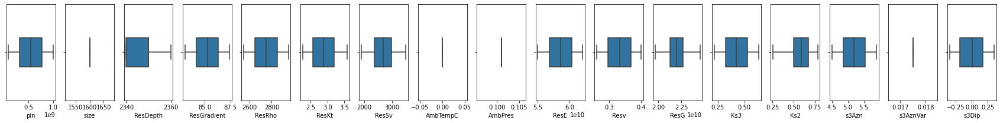 0.5 1.0
1e9
pin
1550 1600 1650
size
2340 2360
ResDepth
85.0 87.5
ResGradient
2600 2800
ResRho
2.5 3.0 3.5
ResKt
2000 3000
ResSv
−0.05 0.00 0.05
AmbTempC
0.100 0.105
AmbPres
5.5 6.0
1e10
ResE
0.3 0.4
Resv
2.00 2.25
1e10
ResG
0.25 0.50
Ks3
0.25 0.50 0.75
Ks2
4.5 5.0 5.5
s3Azn
0.017 0.018
s3AznVar
−0.25 0.00 0.25
s3Dip